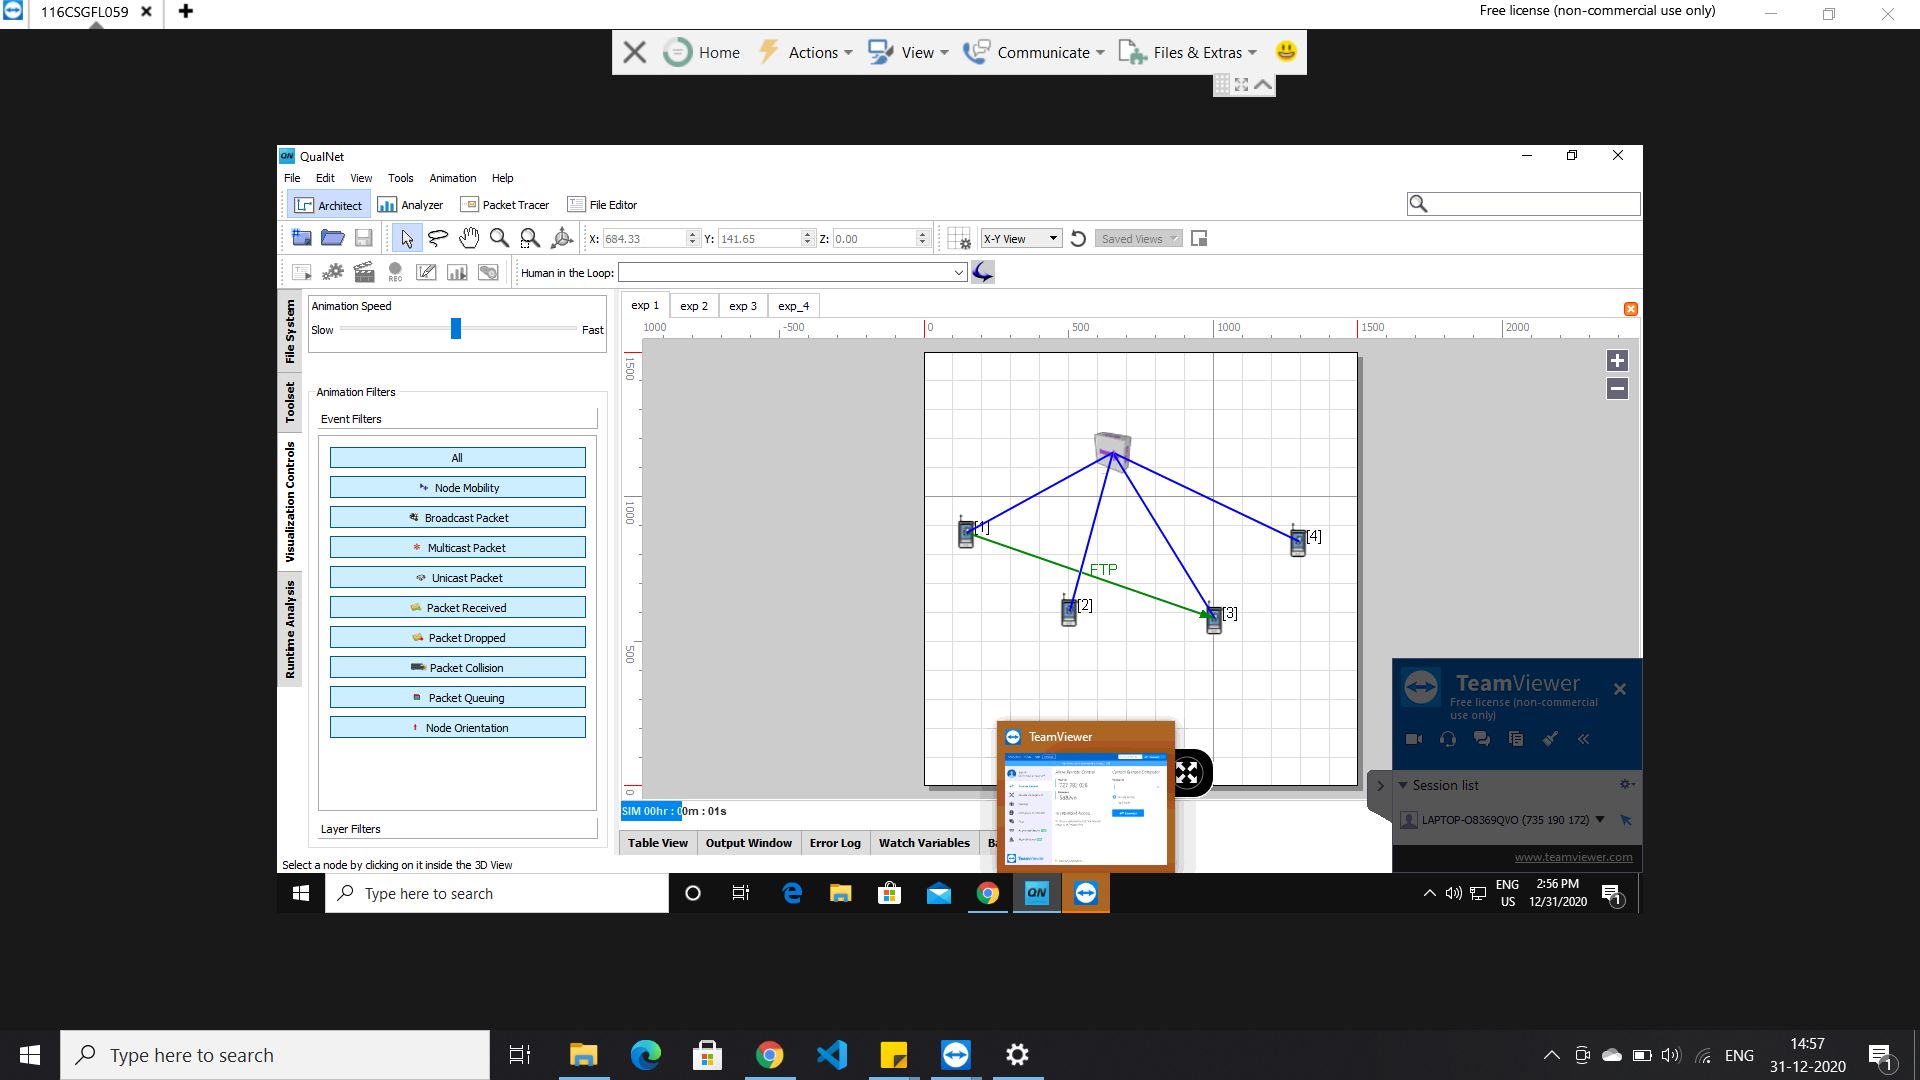 116CSGFL059
Free license (non-commercial use only)
Home Actions View Communicate Files & Extras
QN QualNet
File Edit View Tools Animation Help
Architect Analyzer Packet Tracer File Editor
X: 684.33 Y: 141.65 Z: 0.00 X-Y View Saved Views
REC Human in the Loop:
File System
Toolset
Visualization Controls
Runtime Analysis
Animation Speed
Slow Fast
Animation Filters
Event Filters
All
Node Mobility
Broadcast Packet
Multicast Packet
Unicast Packet
Packet Received
Packet Dropped
Packet Collision
Packet Queuing
Node Orientation
Layer Filters
exp 1 exp 2 exp 3 exp_4
1000 -500 0 500 1000 1500 2000
1500
1000
500
0
[1]
[4]
FTP
[2]
[3]
SIM 00hr : 00m : 01s
Table View Output Window Error Log Watch Variables Ba
Select a node by clicking on it inside the 3D View
TeamViewer
TeamViewer
Free license (non-commercial
use only)
Session list
LAPTOP-O8369QVO (735 190 172)
www.teamviewer.com
Type here to search
QN
ENG
US
2:56 PM
12/31/2020
1
Type here to search
ENG
14:57
31-12-2020
1